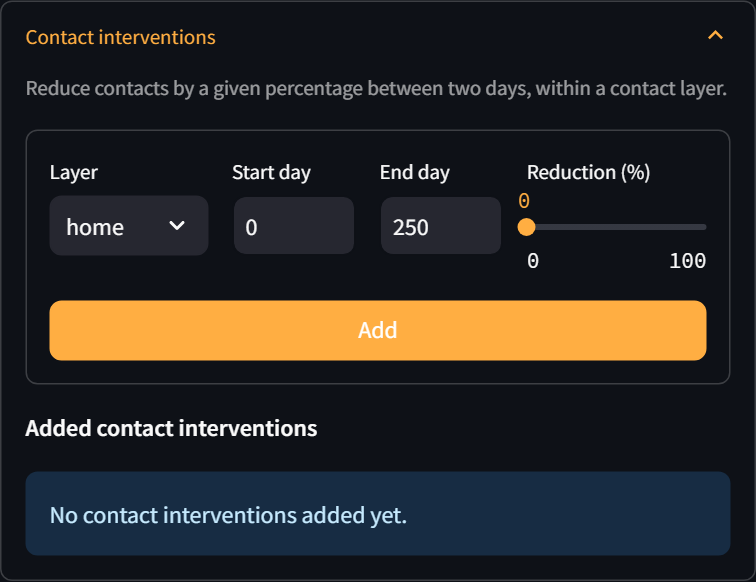 Contact interventions
Reduce contacts by a given percentage between two days, within a contact layer.
Layer Start day End day Reduction (%)
0
home 0 250
0 100
Add
Added contact interventions
No contact interventions added yet.